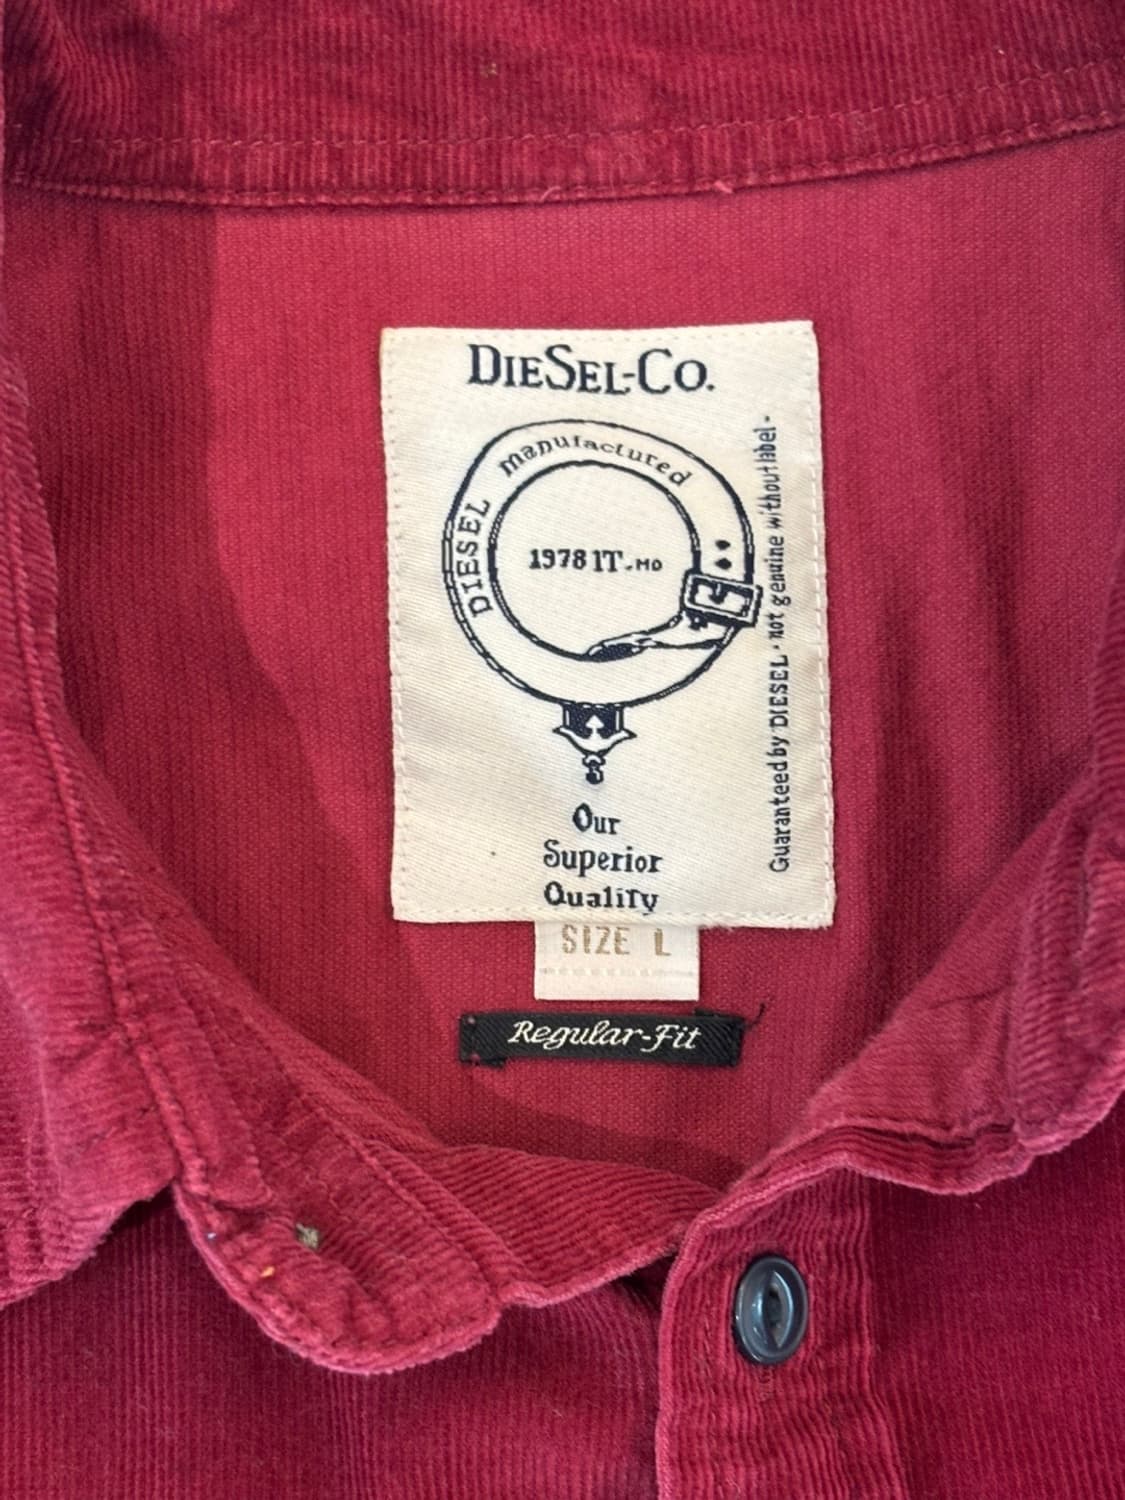 DIESEL-CO.
manufactured
DIESEL
1978 IT.MO
Guaranteed by DIESEL · not genuine without label ·
Our
Superior
Quality
SIZE L
Regular-Fit